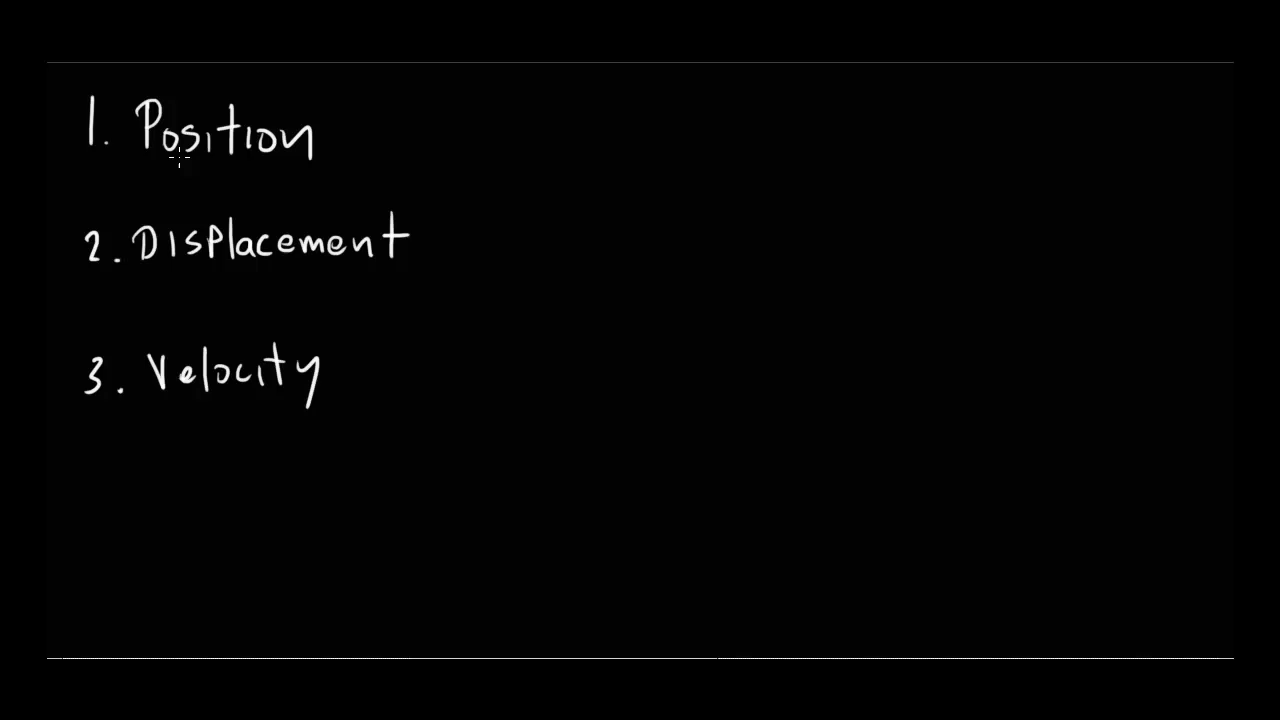 1. Position
2. Displacement
3. Velocity